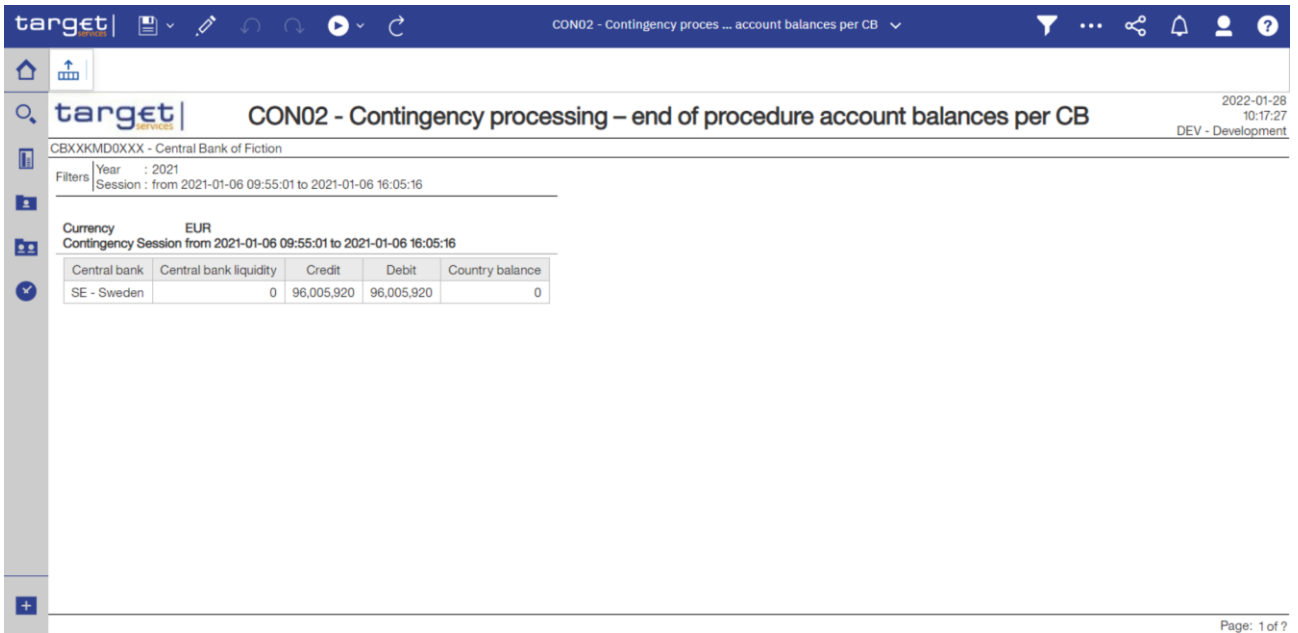 target|
services
CON02 - Contingency proces ... account balances per CB
target|
services
CON02 - Contingency processing – end of procedure account balances per CB
2022-01-28
10:17:27
DEV - Development
CBXXKMD0XXX - Central Bank of Fiction
Filters Year : 2021
Session : from 2021-01-06 09:55:01 to 2021-01-06 16:05:16
Currency EUR
Contingency Session from 2021-01-06 09:55:01 to 2021-01-06 16:05:16
Central bank Central bank liquidity Credit Debit Country balance
SE - Sweden 0 96,005,920 96,005,920 0
Page: 1 of ?